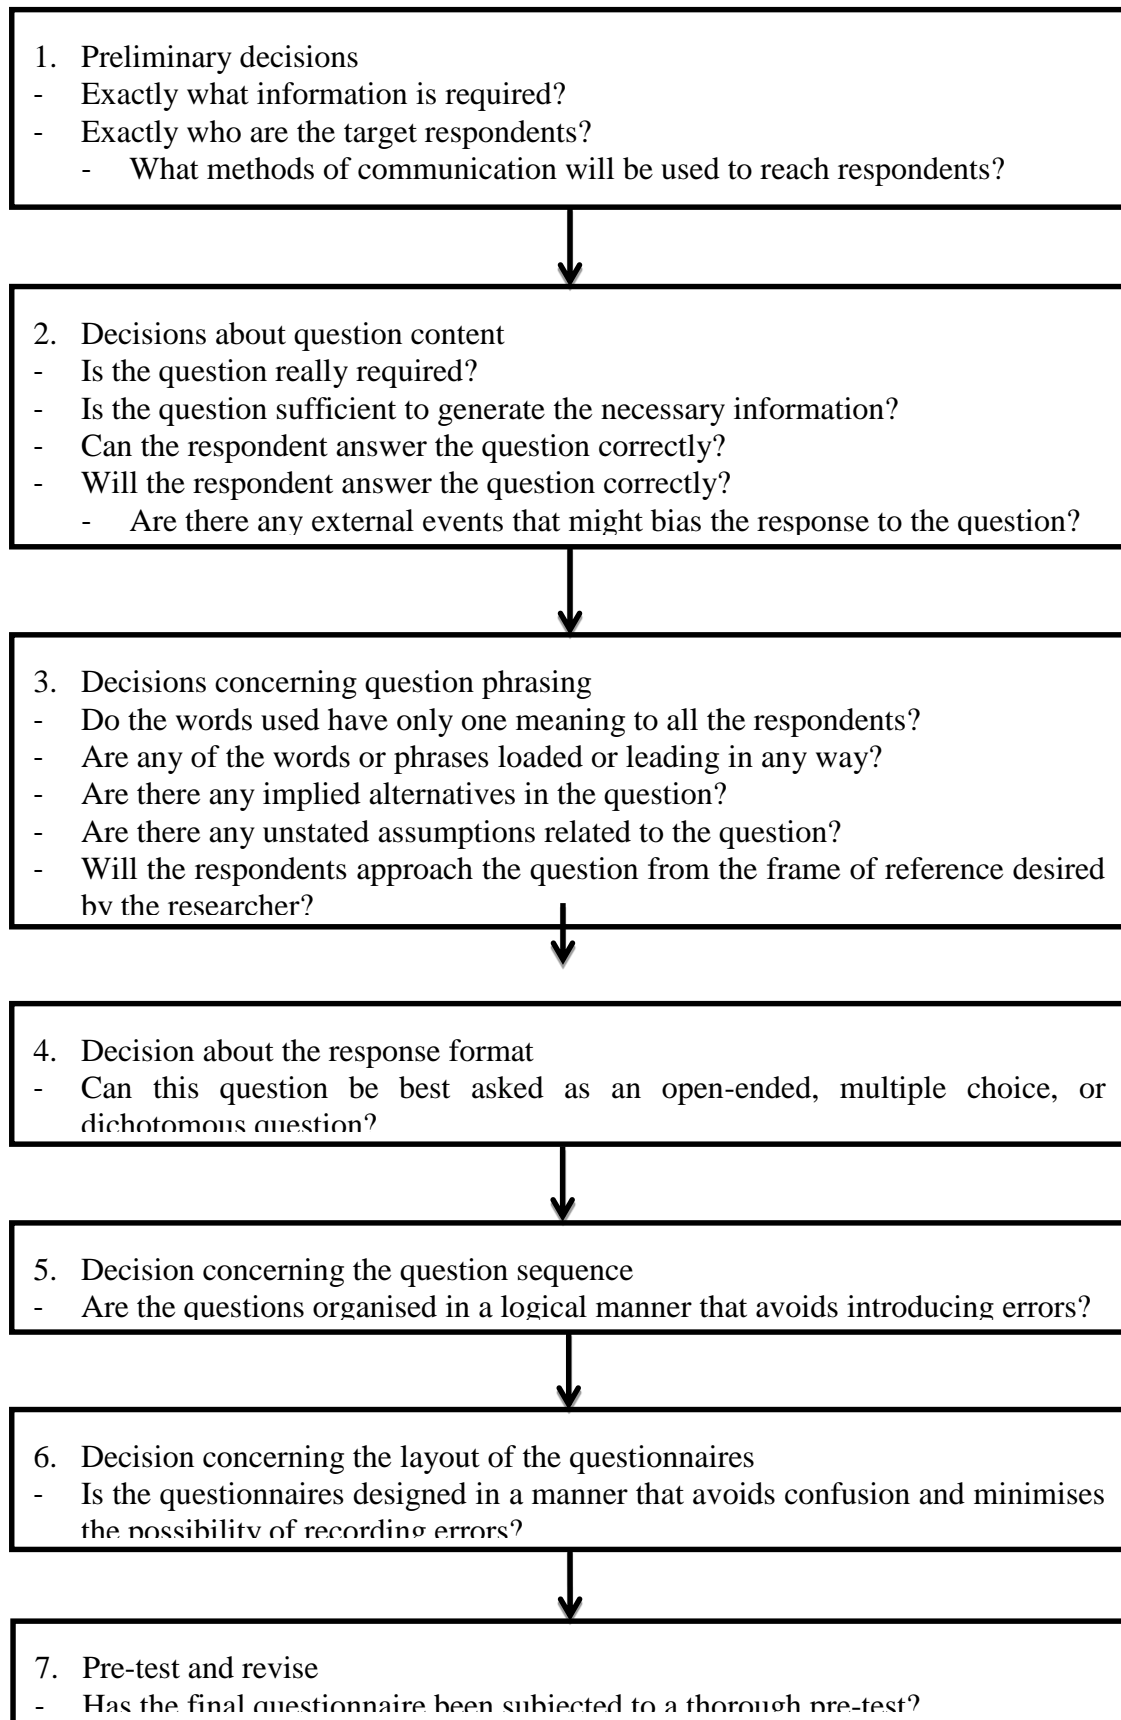 1. Preliminary decisions
- Exactly what information is required?
- Exactly who are the target respondents?
- What methods of communication will be used to reach respondents?
2. Decisions about question content
- Is the question really required?
- Is the question sufficient to generate the necessary information?
- Can the respondent answer the question correctly?
- Will the respondent answer the question correctly?
- Are there any external events that might bias the response to the question?
3. Decisions concerning question phrasing
- Do the words used have only one meaning to all the respondents?
- Are any of the words or phrases loaded or leading in any way?
- Are there any implied alternatives in the question?
- Are there any unstated assumptions related to the question?
- Will the respondents approach the question from the frame of reference desired
by the researcher?
4. Decision about the response format
- Can this question be best asked as an open-ended, multiple choice, or
dichotomous question?
5. Decision concerning the question sequence
- Are the questions organised in a logical manner that avoids introducing errors?
6. Decision concerning the layout of the questionnaires
- Is the questionnaires designed in a manner that avoids confusion and minimises
the possibility of recording errors?
7. Pre-test and revise
- Has the final questionnaire been subjected to a thorough pre-test?